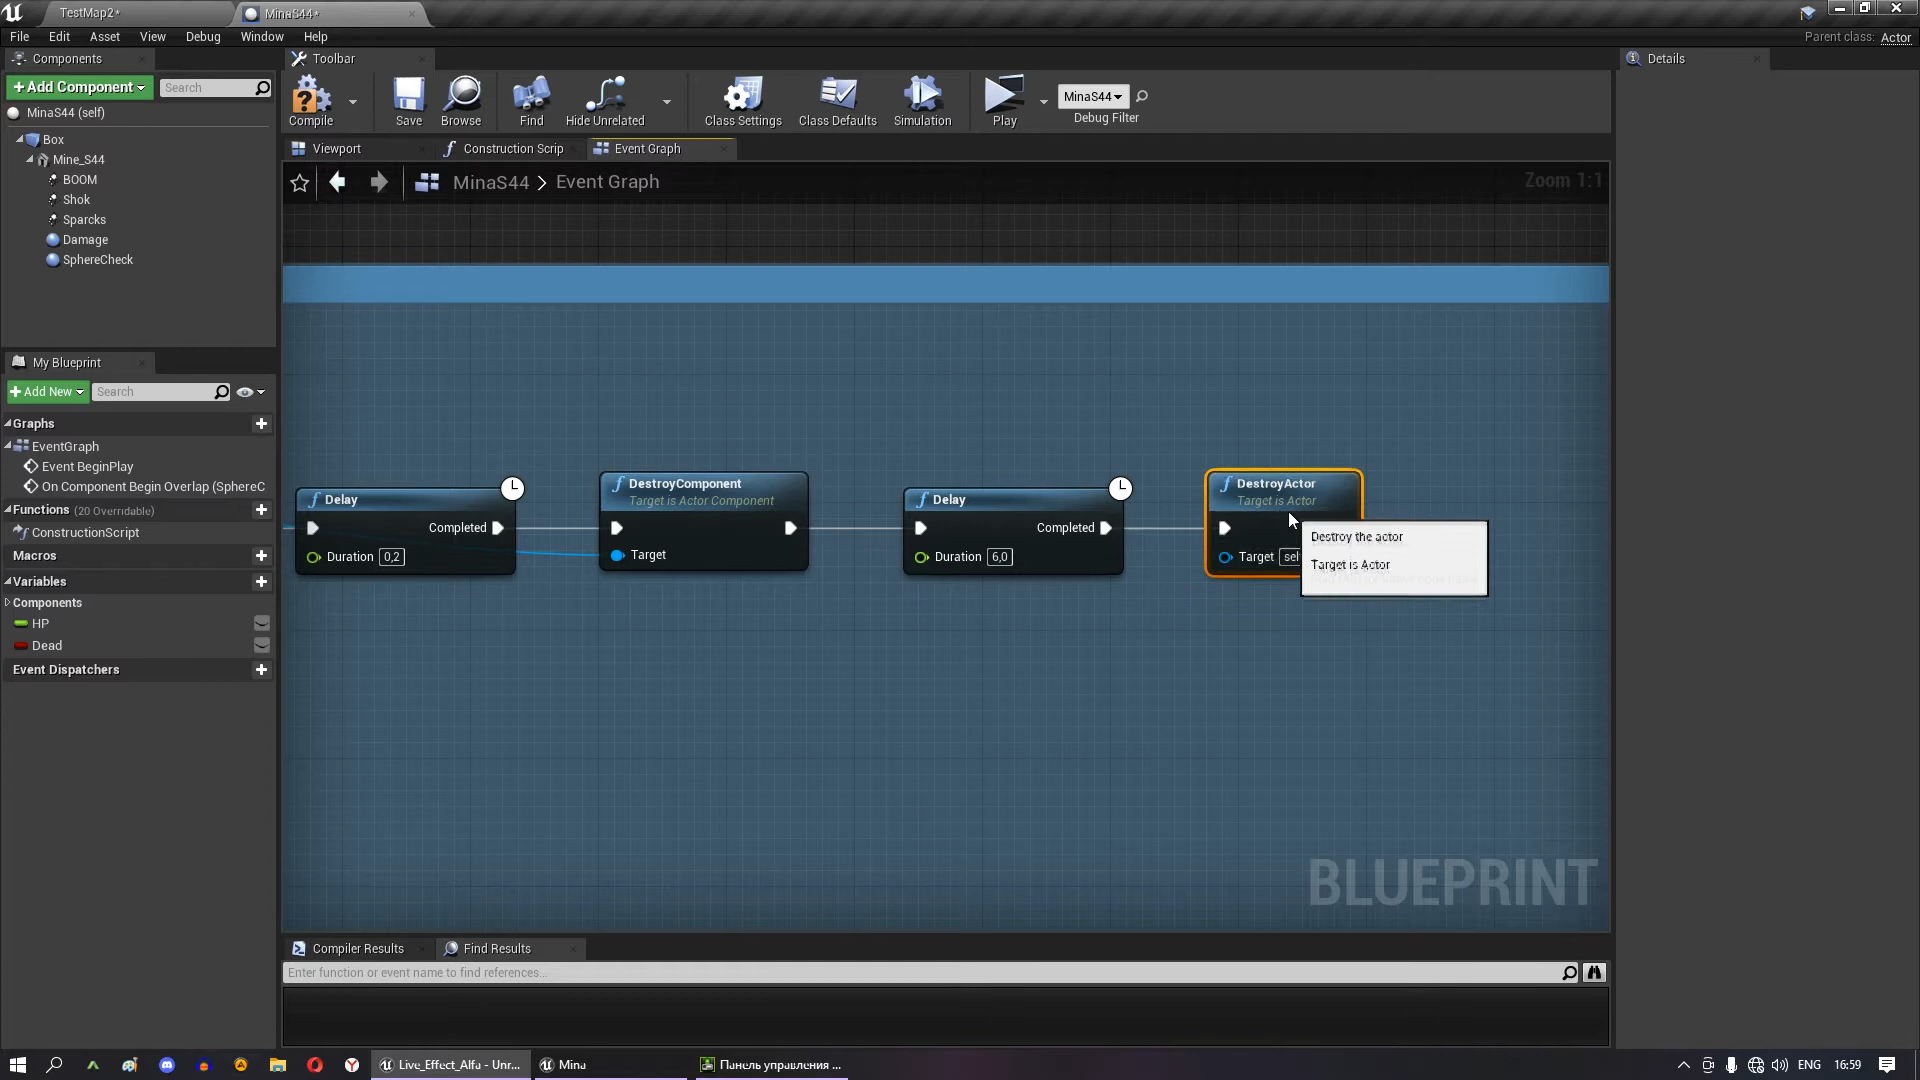 TestMap2*
MinaS44*
File Edit Asset View Debug Window Help
Parent class: Actor
Components
Toolbar
Details
+Add Component
Search
MinaS44 (self)
Box
Mine_S44
BOOM
Shok
Sparcks
Damage
SphereCheck
Compile
Save
Browse
Find
Hide Unrelated
Class Settings
Class Defaults
Simulation
Play
MinaS44
Debug Filter
Viewport
Construction Scrip
Event Graph
MinaS44 > Event Graph
Zoom 1:1
My Blueprint
+Add New
Search
Graphs
EventGraph
Event BeginPlay
On Component Begin Overlap (SphereC
Functions (20 Overridable)
ConstructionScript
Macros
Variables
Components
HP
Dead
Event Dispatchers
Delay
Completed
Duration 0,2
DestroyComponent
Target is Actor Component
Target
Delay
Completed
Duration 6,0
DestroyActor
Target is Actor
Target self
Destroy the actor
Target is Actor
BLUEPRINT
Compiler Results
Find Results
Enter function or event name to find references...
Live_Effect_Alfa - Unr...
Mina
Панель управления ...
ENG
16:59